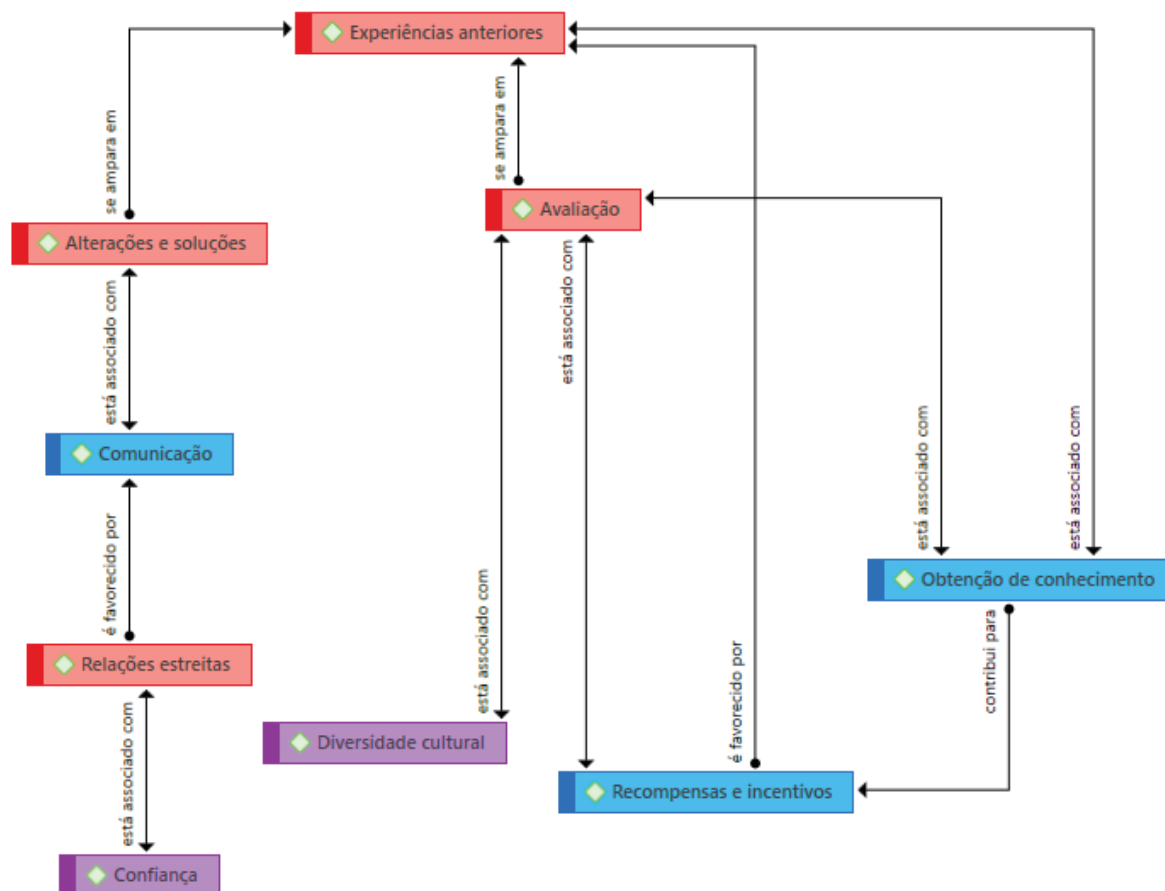 Experiências anteriores
se ampara em
se ampara em
Avaliação
Alterações e soluções
está associado com
está associado com
Comunicação
está associado com
está associado com
Obtenção de conhecimento
é favorecido por
Relações estreitas
está associado com
é favorecido por
contribui para
Diversidade cultural
está associado com
Recompensas e incentivos
Confiança